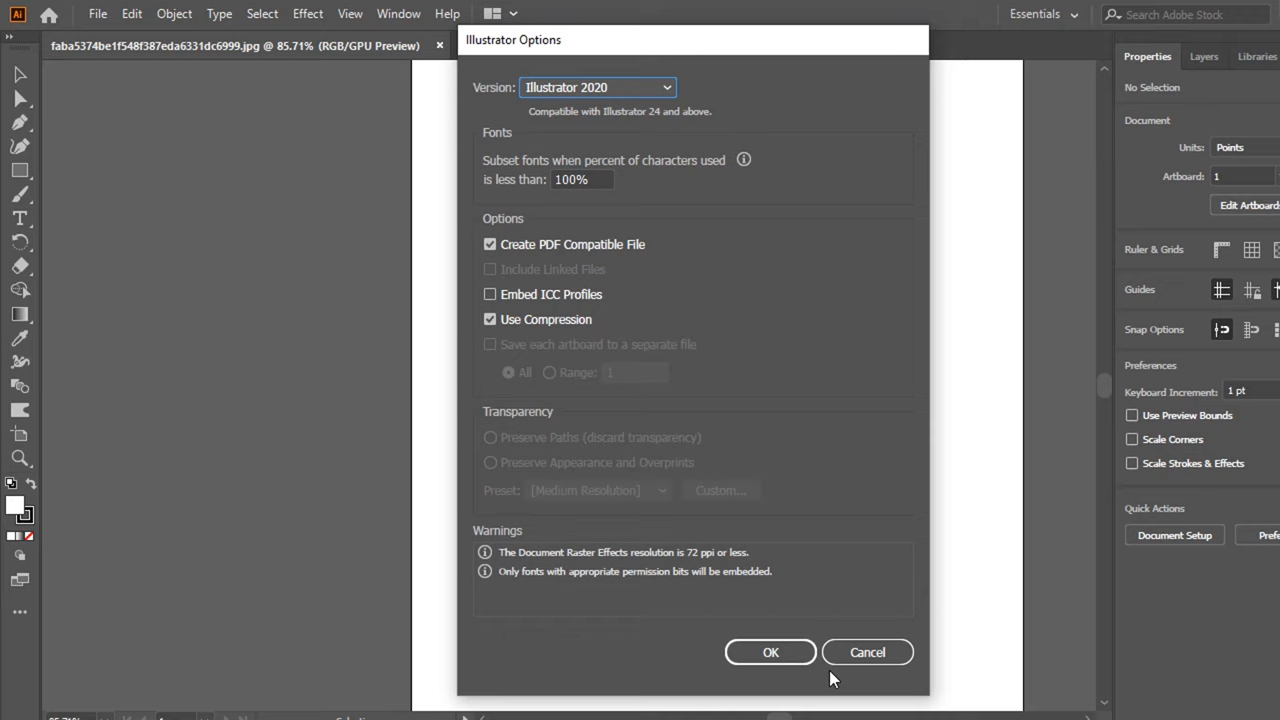 Ai File Edit Object Type Select Effect View Window Help Essentials Search Adobe Stock
faba5374be1f548f387eda6331dc6999.jpg @ 85.71% (RGB/GPU Preview) ×
Illustrator Options
Version: Illustrator 2020
Compatible with Illustrator 24 and above.
Fonts
Subset fonts when percent of characters used
is less than: 100%
Options
Create PDF Compatible File
Include Linked Files
Embed ICC Profiles
Use Compression
Save each artboard to a separate file
All Range: 1
Transparency
Preserve Paths (discard transparency)
Preserve Appearance and Overprints
Preset: [Medium Resolution] Custom...
Warnings
The Document Raster Effects resolution is 72 ppi or less.
Only fonts with appropriate permission bits will be embedded.
OK Cancel
Properties Layers Libraries
No Selection
Document
Units: Points
Artboard: 1
Edit Artboards
Ruler & Grids
Guides
Snap Options
Preferences
Keyboard Increment: 1 pt
Use Preview Bounds
Scale Corners
Scale Strokes & Effects
Quick Actions
Document Setup Prefe
85.71% 1 Selection